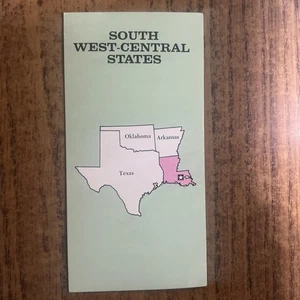 SOUTH
WEST-CENTRAL
STATES
Oklahoma Arkansas
Texas